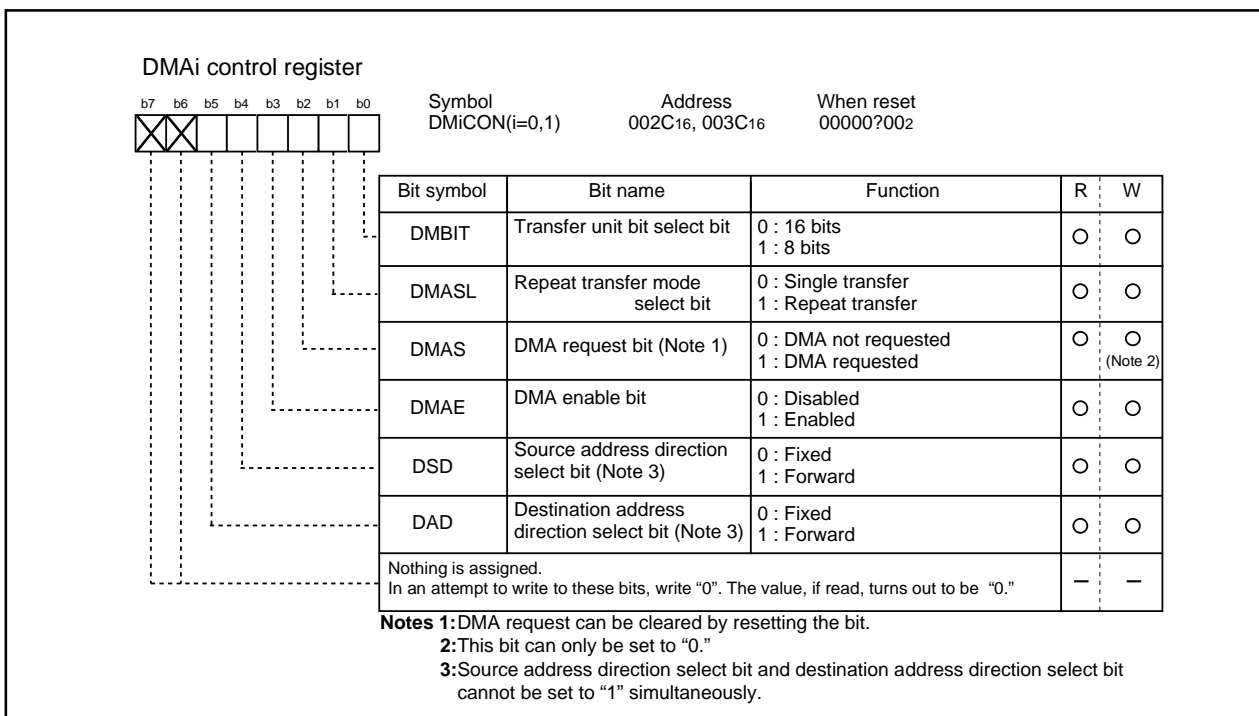 DMAi control register
b7 b6 b5 b4 b3 b2 b1 b0
Symbol Address When reset
DMiCON(i=0,1) 002C16, 003C16 00000?002
Bit symbol Bit name Function R W
DMBIT Transfer unit bit select bit 0 : 16 bits
1 : 8 bits
DMASL Repeat transfer mode
select bit 0 : Single transfer
1 : Repeat transfer
DMAS DMA request bit (Note 1) 0 : DMA not requested
1 : DMA requested
(Note 2)
DMAE DMA enable bit 0 : Disabled
1 : Enabled
DSD Source address direction
select bit (Note 3) 0 : Fixed
1 : Forward
DAD Destination address
direction select bit (Note 3) 0 : Fixed
1 : Forward
Nothing is assigned.
In an attempt to write to these bits, write “0”. The value, if read, turns out to be “0.”
Notes 1:DMA request can be cleared by resetting the bit.
2:This bit can only be set to “0.”
3:Source address direction select bit and destination address direction select bit
cannot be set to “1” simultaneously.